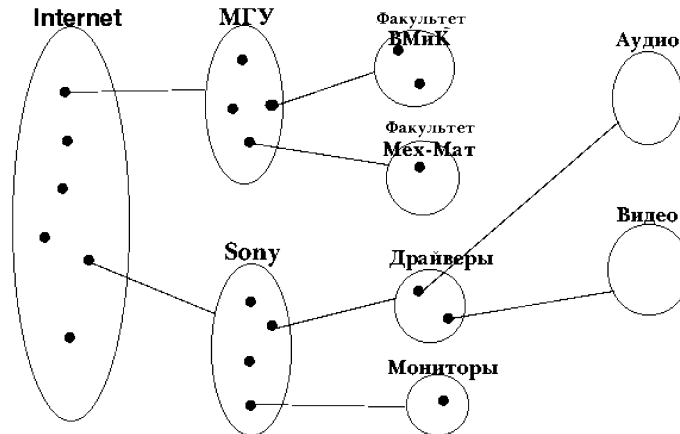 Internet
МГУ
Факультет
ВМиК
Аудио
Факультет
Мех-Мат
Видео
Sony
Драйверы
Мониторы